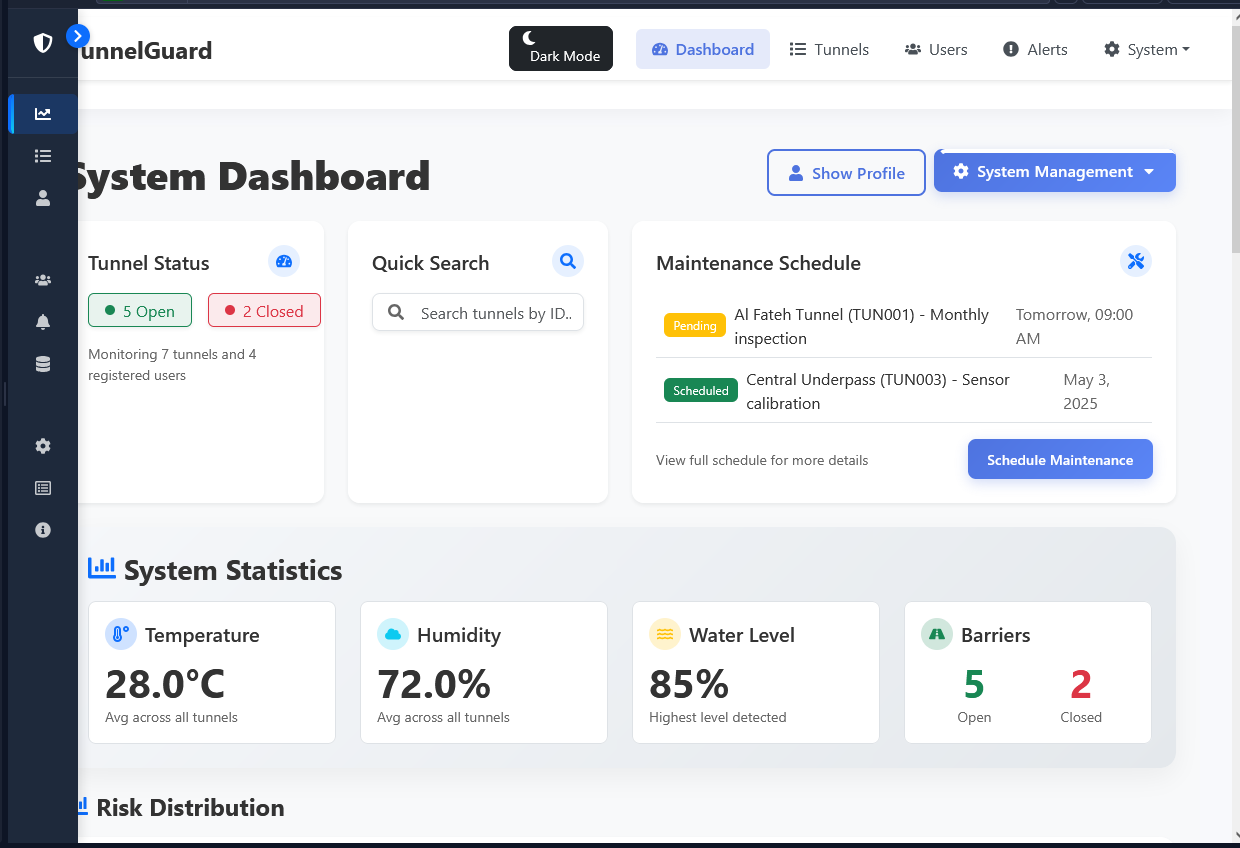 unnelGuard
Dark Mode
Dashboard
Tunnels
Users
Alerts
System
System Dashboard
Show Profile
System Management
Tunnel Status
5 Open
2 Closed
Monitoring 7 tunnels and 4
registered users
Quick Search
Search tunnels by ID..
Maintenance Schedule
Pending
Al Fateh Tunnel (TUN001) - Monthly
inspection
Tomorrow, 09:00
AM
Scheduled
Central Underpass (TUN003) - Sensor
calibration
May 3,
2025
View full schedule for more details
Schedule Maintenance
System Statistics
Temperature
28.0°C
Avg across all tunnels
Humidity
72.0%
Avg across all tunnels
Water Level
85%
Highest level detected
Barriers
5
Open
2
Closed
Risk Distribution